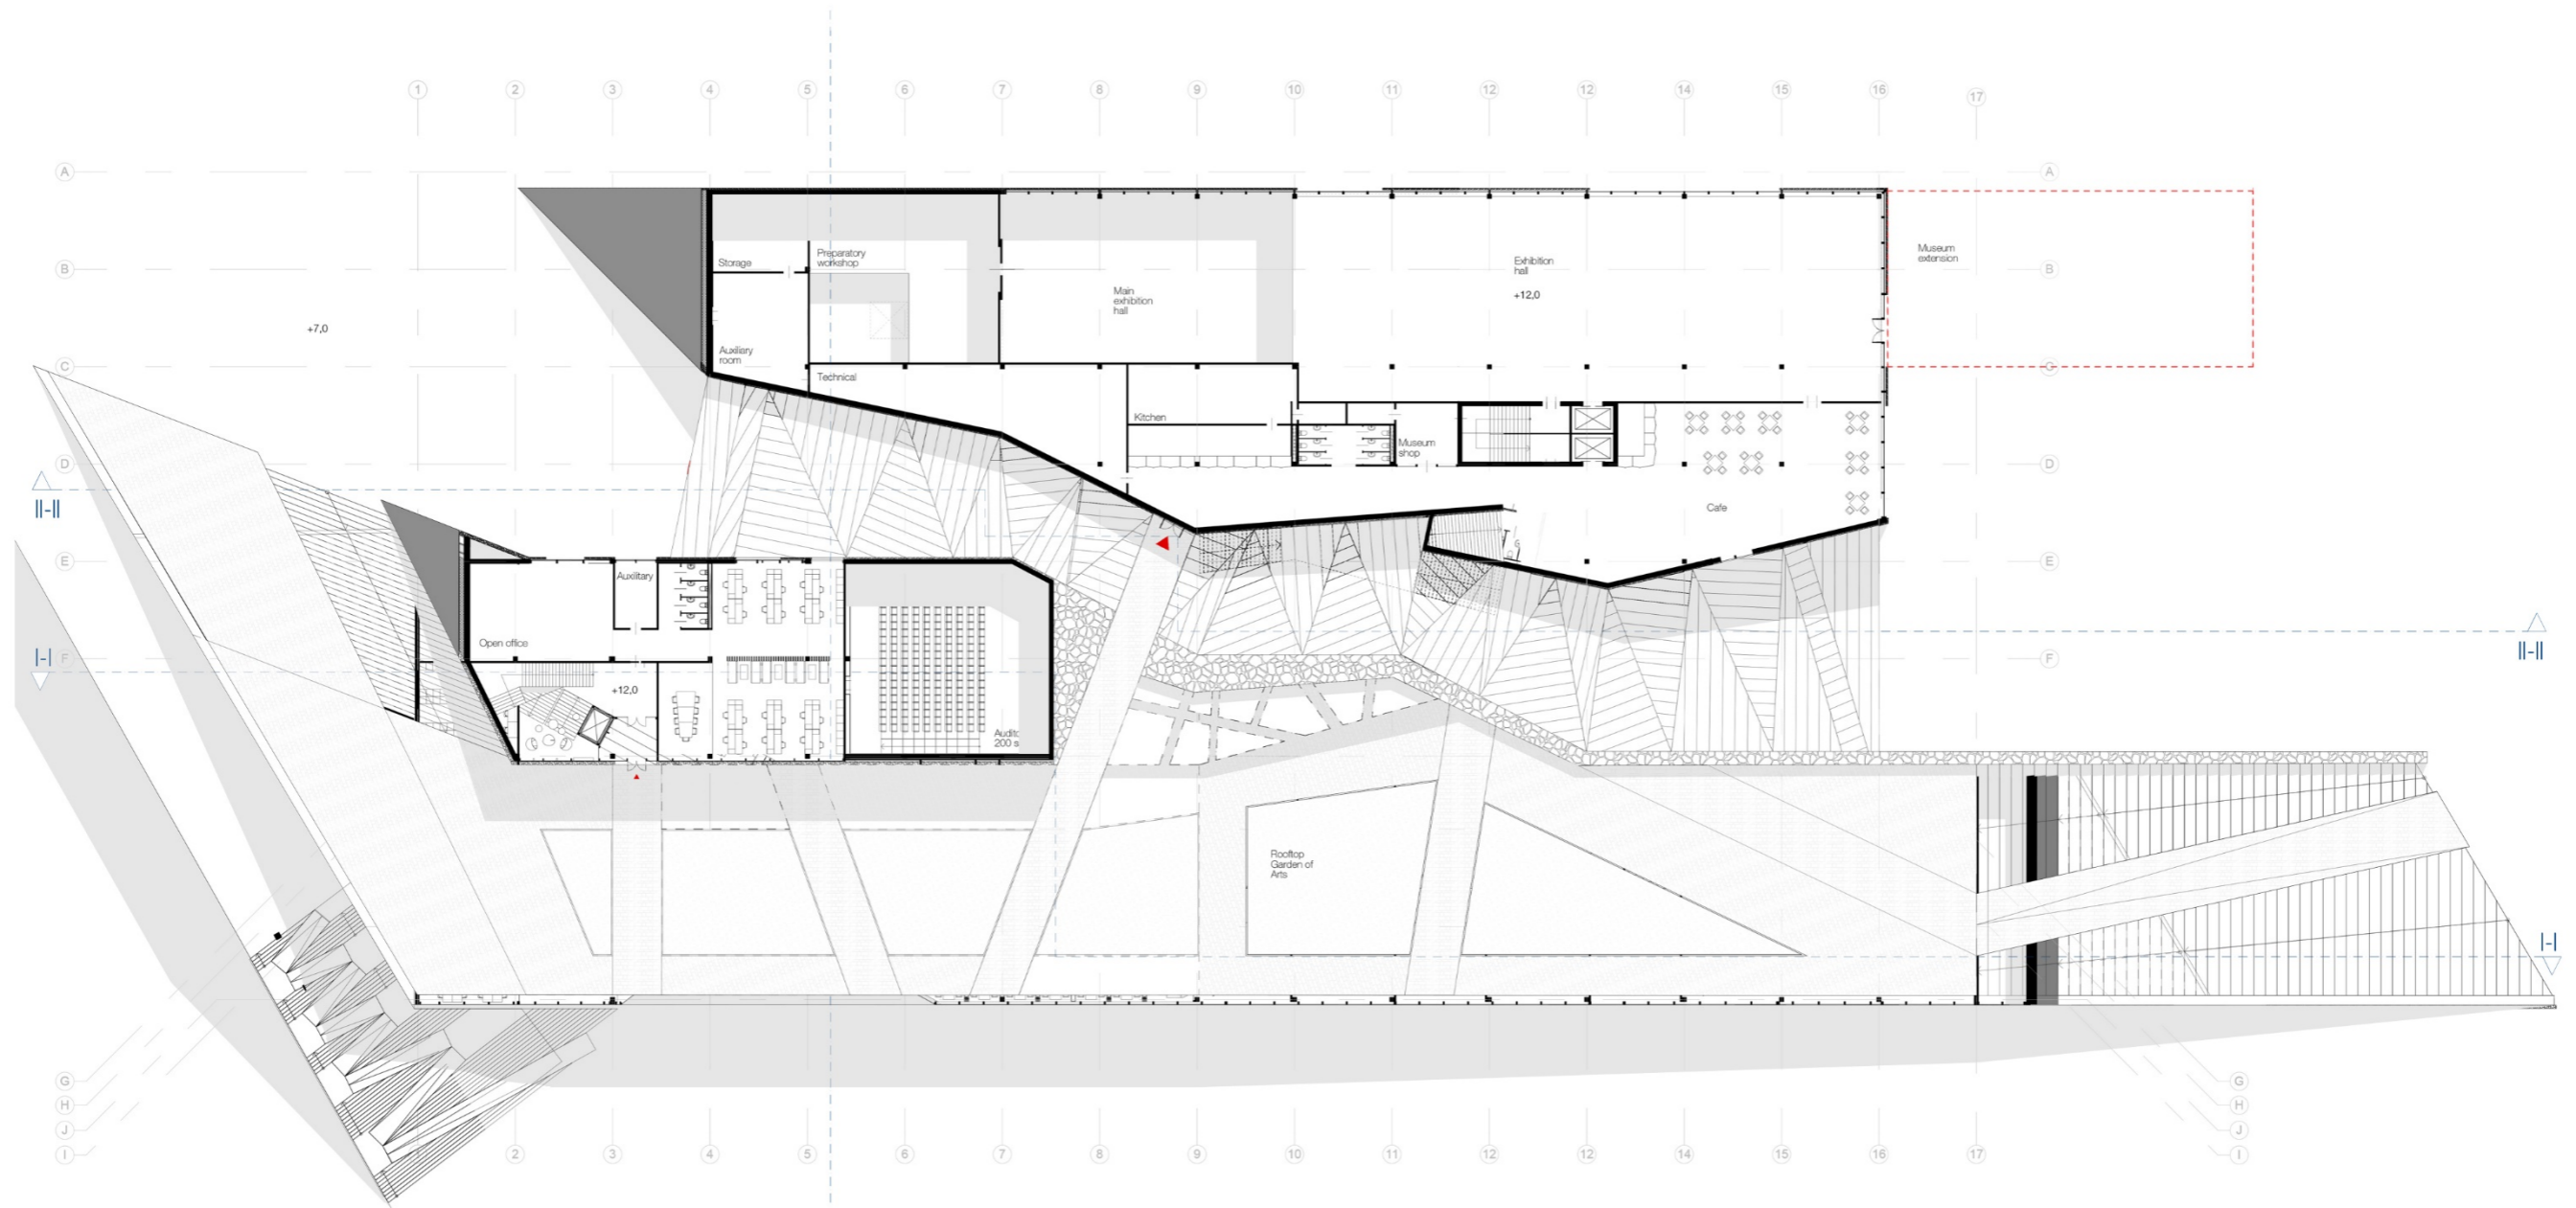 1 2 3 4 5 6 7 8 9 10 11 12 12 14 15 16 17
A A
Storage
Preparatory
workshop
Exhibition
hall
Museum
extension
B B
Main
exhibition
hall
+12,0
+7,0
Auxiliary
room
C C
Technical
Kitchen
Museum
shop
D D
II-II
Cafe
E E
Auxilitary
Open office
I-I
F F
II-II
+12,0
Audito
200 s
Rooftop
Garden of
Arts
I-I
G G
H H
J J
I I
2 3 4 5 6 7 8 9 10 11 12 12 14 15 16 17